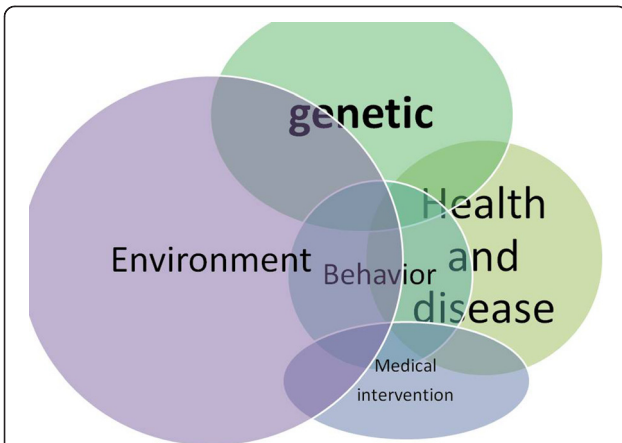 genetic
Health
and
disease
Environment
Behavior
Medical
intervention